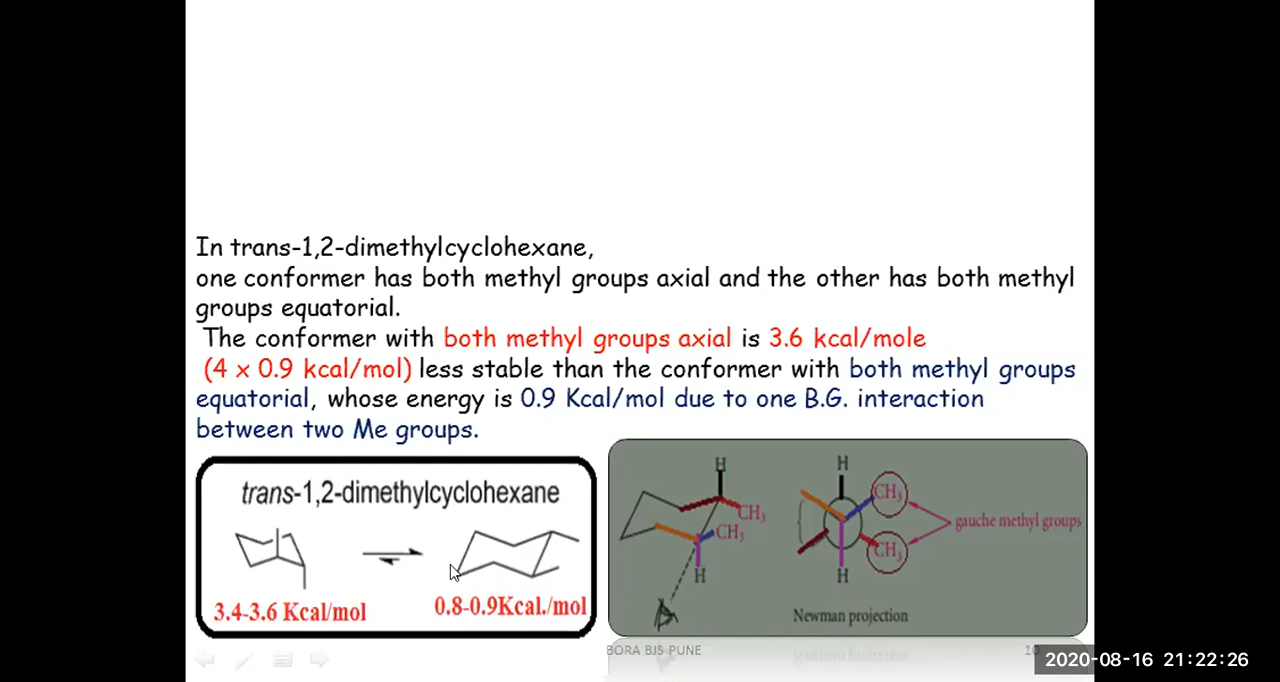 In trans-1,2-dimethylcyclohexane,
one conformer has both methyl groups axial and the other has both methyl
groups equatorial.
The conformer with both methyl groups axial is 3.6 kcal/mole
(4 x 0.9 kcal/mol) less stable than the conformer with both methyl groups
equatorial, whose energy is 0.9 Kcal/mol due to one B.G. interaction
between two Me groups.
trans-1,2-dimethylcyclohexane
3.4-3.6 Kcal/mol
0.8-0.9Kcal./mol
H
CH3
CH3
H
H
CH3
gauche methyl groups
CH3
H
Newman projection
BORA BJS PUNE
10
2020-08-16 21:22:26